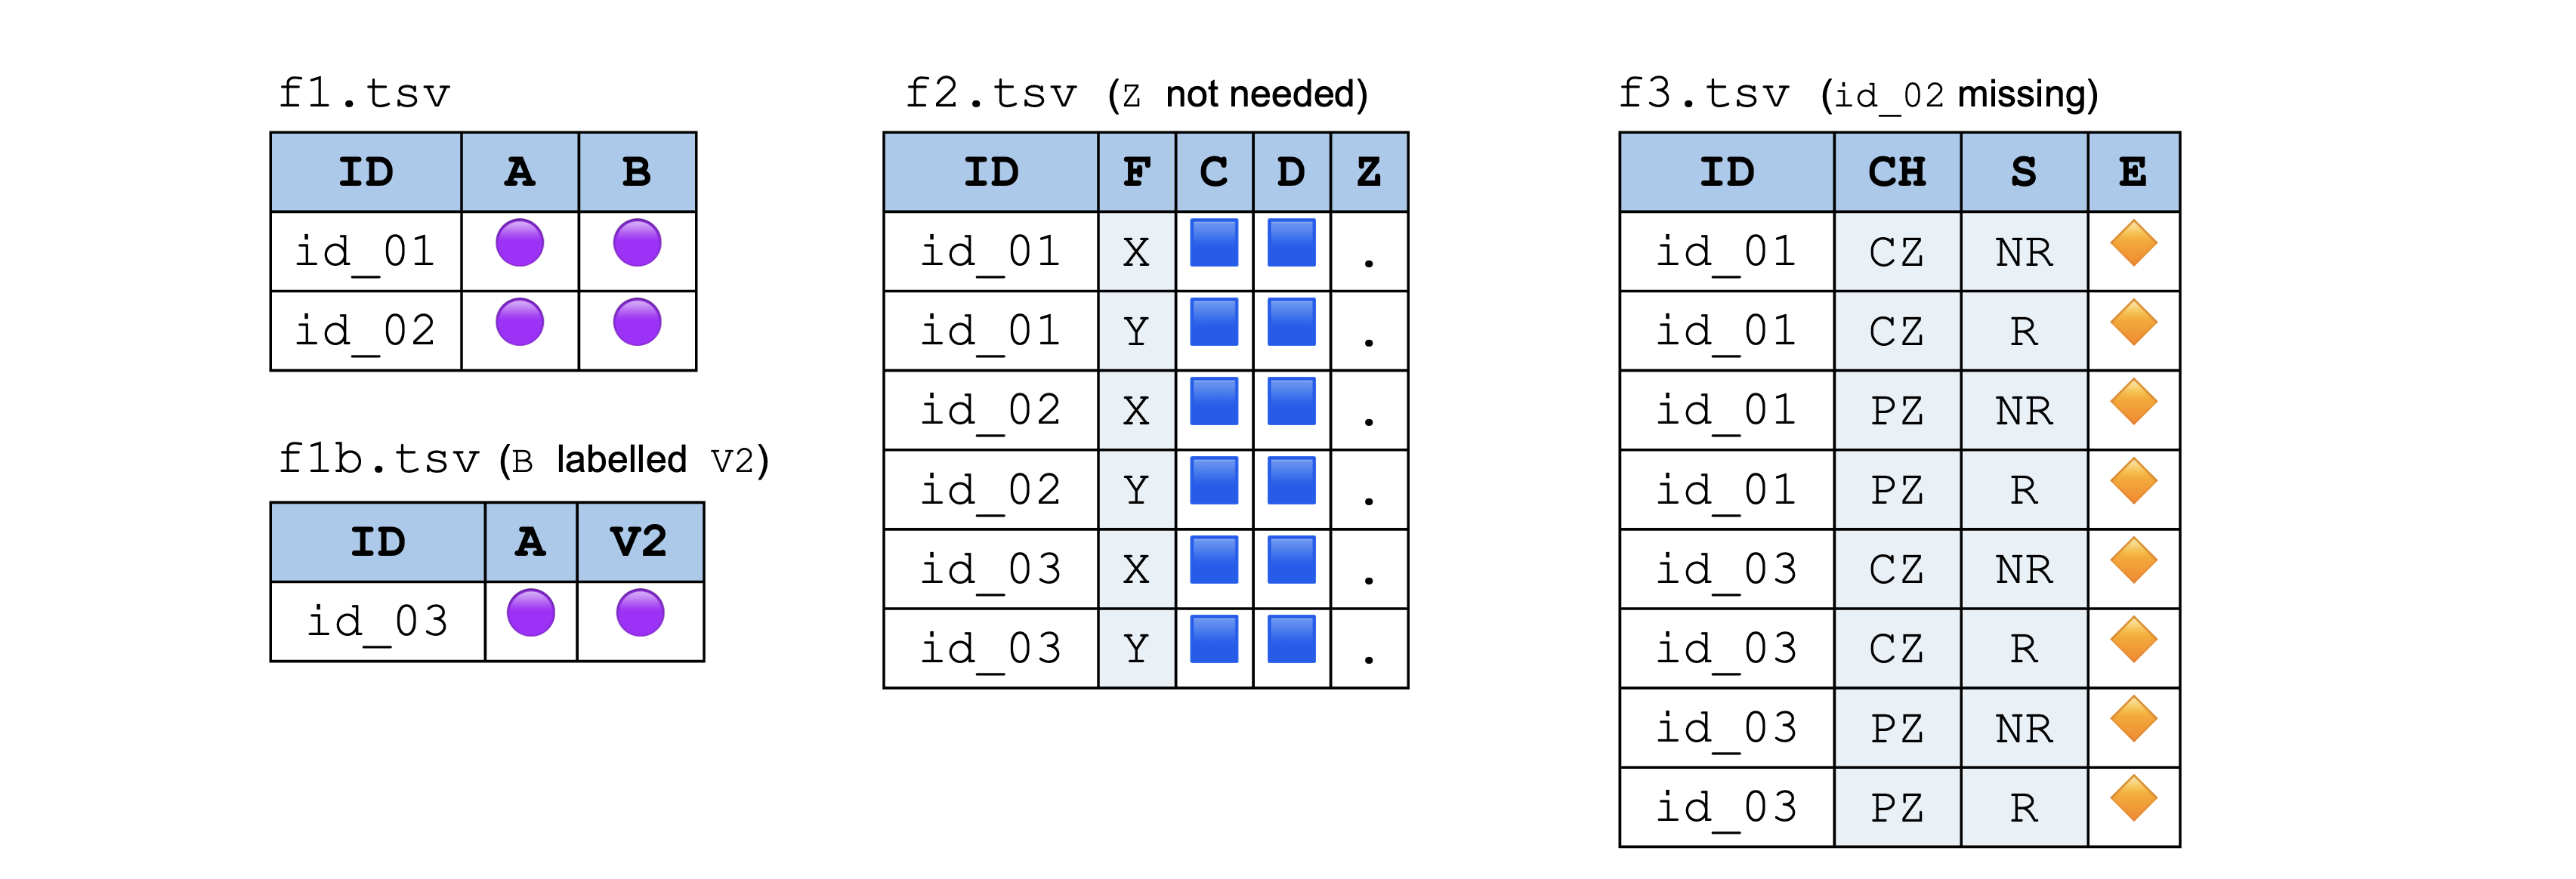 f1.tsv
ID A B
id_01
id_02
f1b.tsv (B labelled V2)
ID A V2
id_03
f2.tsv (Z not needed)
ID F C D Z
id_01 X .
id_01 Y .
id_02 X .
id_02 Y .
id_03 X .
id_03 Y .
f3.tsv (id_02 missing)
ID CH S E
id_01 CZ NR
id_01 CZ R
id_01 PZ NR
id_01 PZ R
id_03 CZ NR
id_03 CZ R
id_03 PZ NR
id_03 PZ R